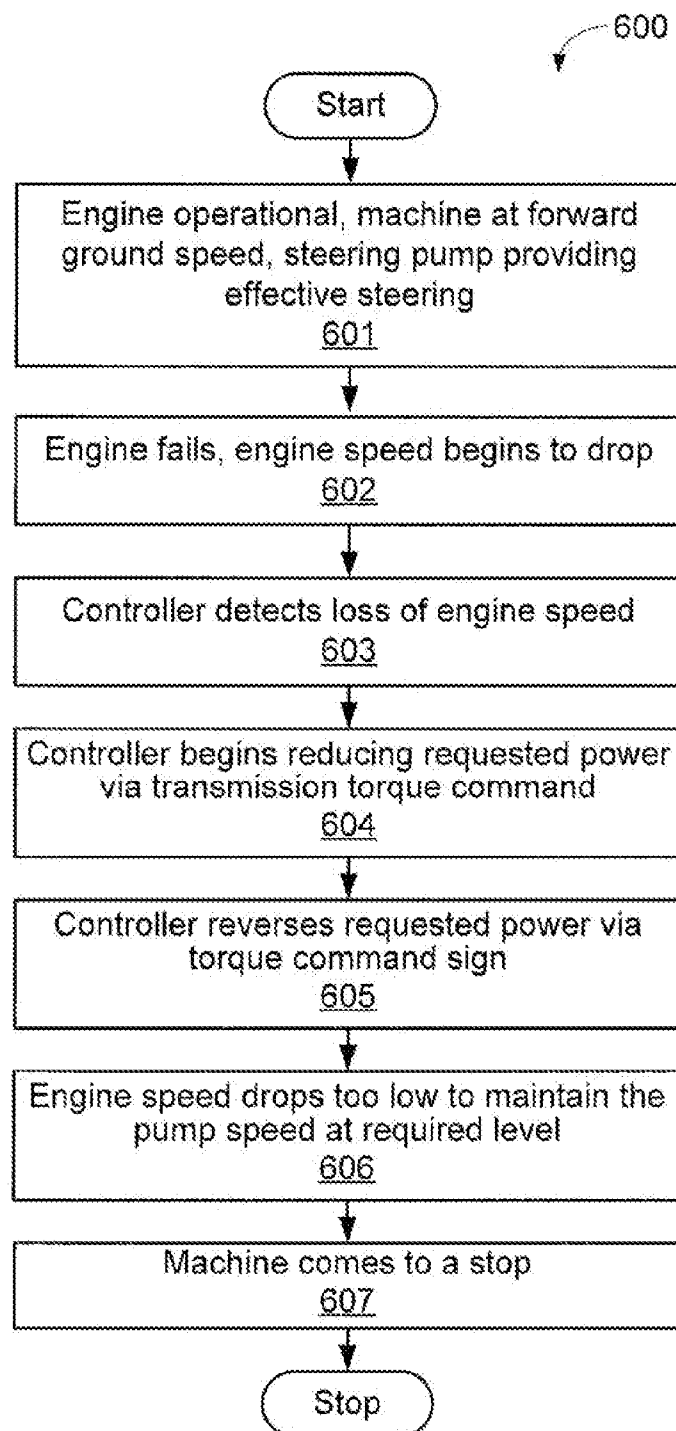 600
Start
Engine operational, machine at forward
ground speed, steering pump providing
effective steering
601
Engine fails, engine speed begins to drop
602
Controller detects loss of engine speed
603
Controller begins reducing requested power
via transmission torque command
604
Controller reverses requested power via
torque command sign
605
Engine speed drops too low to maintain the
pump speed at required level
606
Machine comes to a stop
607
Stop